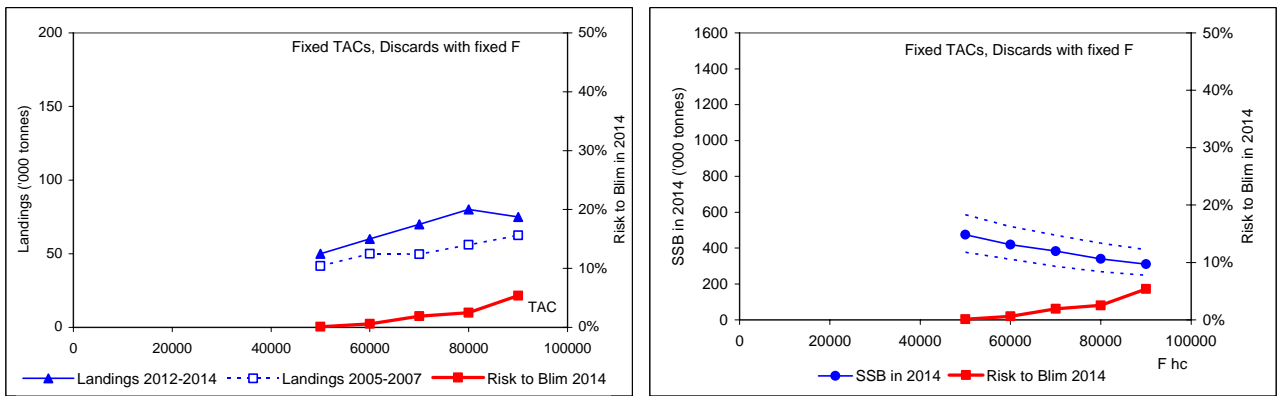 Fixed TACs, Discards with fixed F
200
150
100
50
0
Landings ('000 tonnes)
50%
40%
30%
20%
10%
0%
Risk to Blim in 2014
TAC
0 20000 40000 60000 80000 100000
Landings 2012-2014 Landings 2005-2007 Risk to Blim 2014
Fixed TACs, Discards with fixed F
1600
1400
1200
1000
800
600
400
200
0
SSB in 2014 ('000 tonnes)
50%
40%
30%
20%
10%
0%
Risk to Blim in 2014
0 20000 40000 60000 80000 100000
F hc
SSB in 2014 Risk to Blim 2014